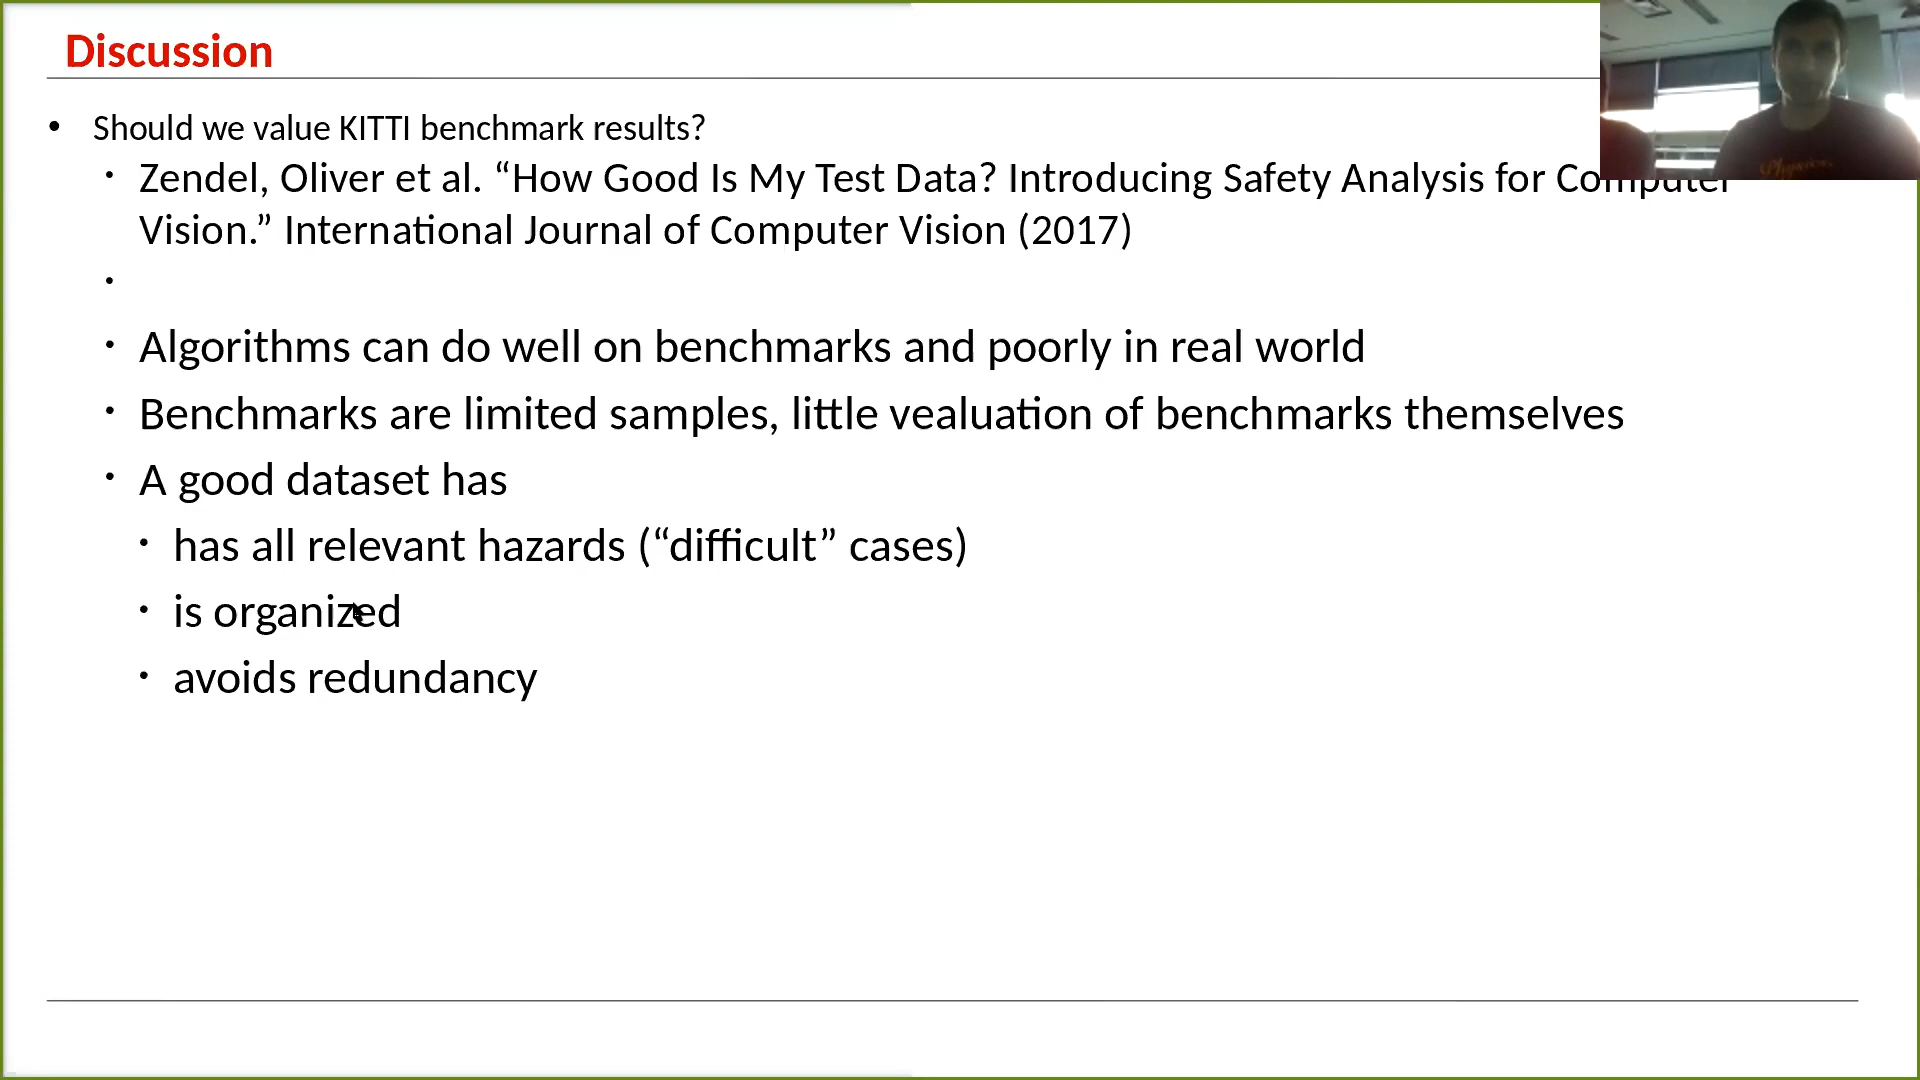 Discussion
• Should we value KITTI benchmark results?
• Zendel, Oliver et al. “How Good Is My Test Data? Introducing Safety Analysis for Computer
Vision.” International Journal of Computer Vision (2017)
•
• Algorithms can do well on benchmarks and poorly in real world
• Benchmarks are limited samples, little vealuation of benchmarks themselves
• A good dataset has
• has all relevant hazards (“difficult” cases)
• is organized
• avoids redundancy